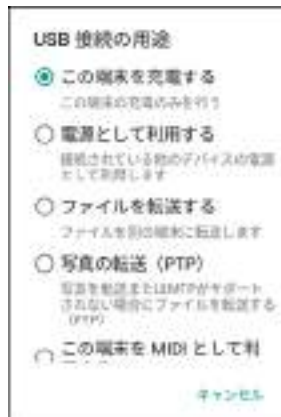 USB 接続の用途
この端末を充電する
この端末の充電のみを行う
電源として利用する
接続されている他のデバイスの電源
として利用します
ファイルを転送する
ファイルを別の端末に転送します
写真の転送（PTP）
写真を転送またはMTPがサポート
されない場合にファイルを転送する
（PTP）
この端末を MIDI として利
キャンセル